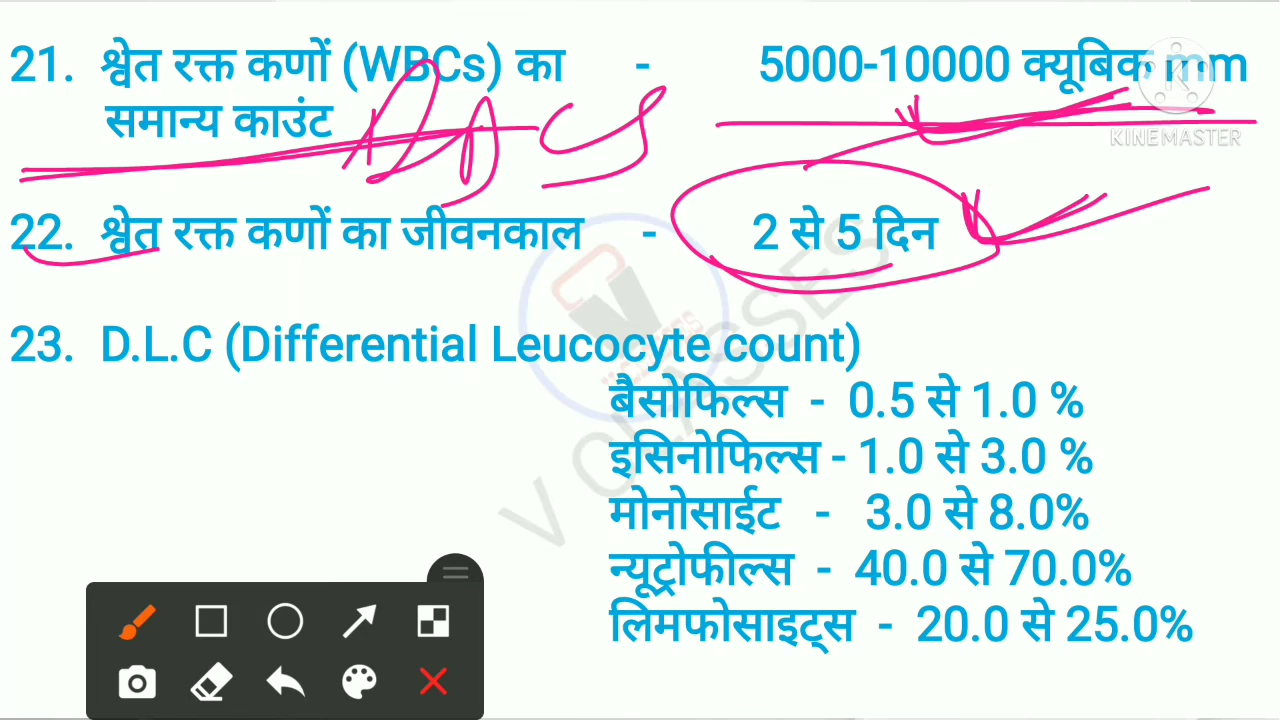 21. श्वेत रक्त कणों (WBCs) का - 5000-10000 क्यूबिक mm
समान्य काउंट
KINEMASTER
22. श्वेत रक्त कणों का जीवनकाल - 2 से 5 दिन
23. D.L.C (Differential Leucocyte count)
बैसोफिल्स - 0.5 से 1.0 %
इसिनोफिल्स - 1.0 से 3.0 %
मोनोसाईट - 3.0 से 8.0%
न्यूट्रोफील्स - 40.0 से 70.0%
लिमफोसाइट्स - 20.0 से 25.0%
V CLASSES